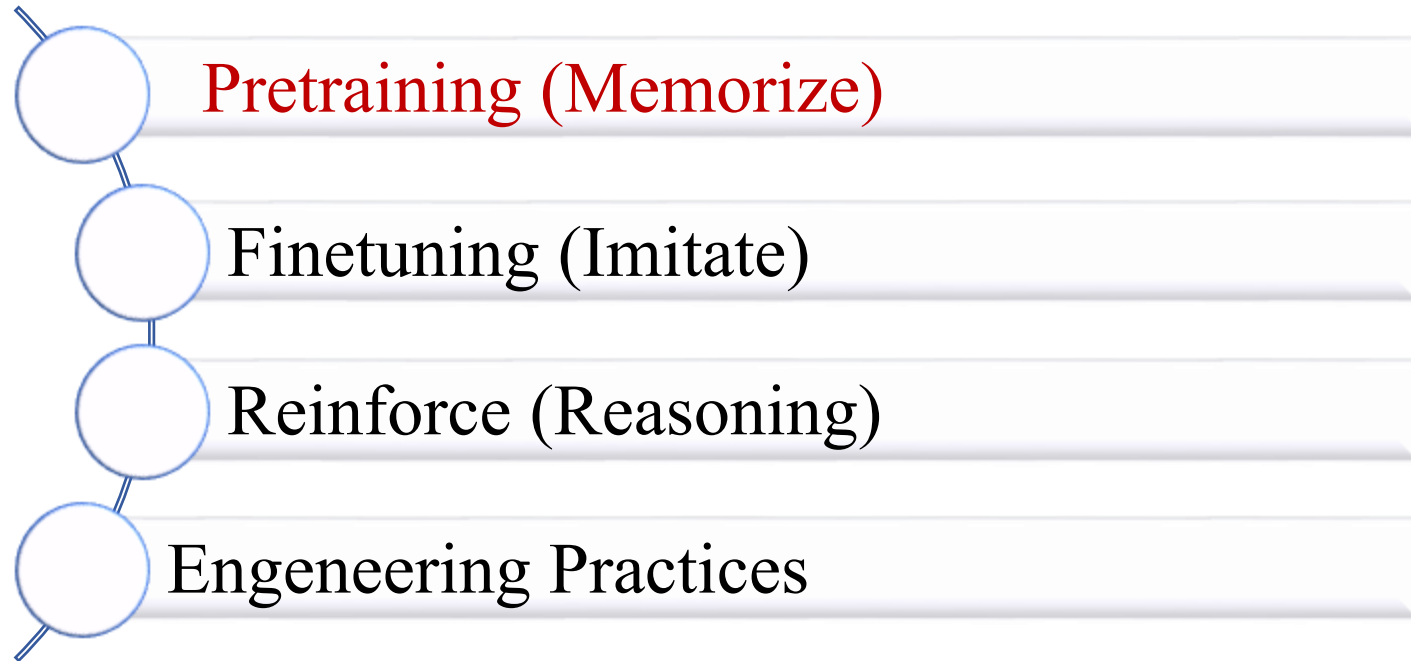 Pretraining (Memorize)
Finetuning (Imitate)
Reinforce (Reasoning)
Engeneering Practices